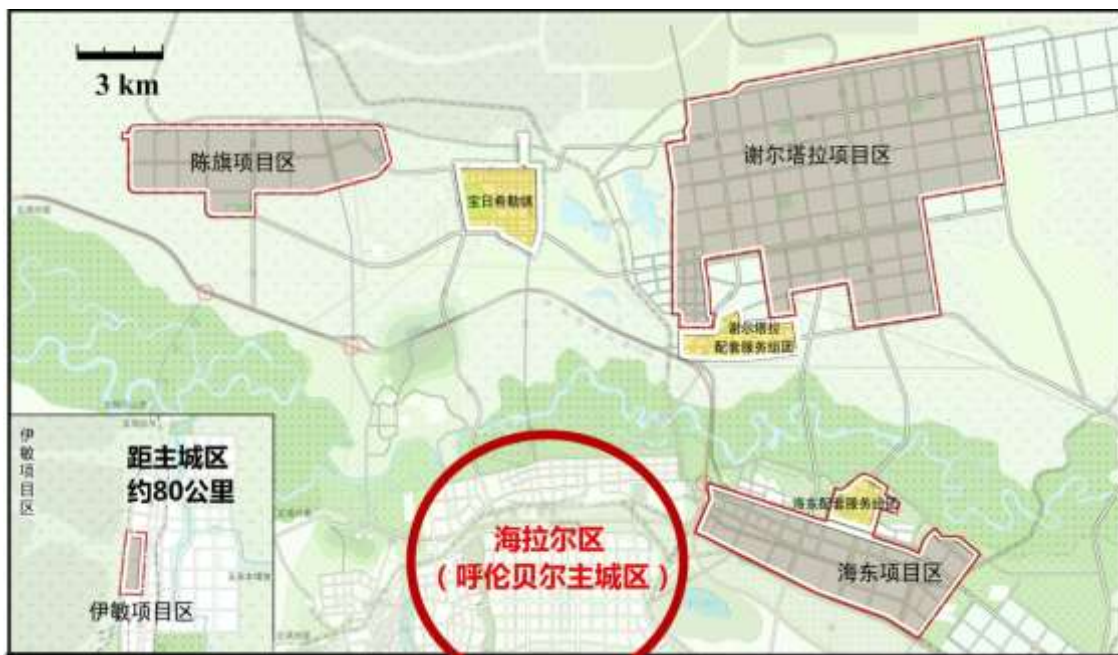 3 km
陈旗项目区
谢尔塔拉项目区
宝日希勒镇
谢尔塔拉
配套服务组团
伊敏项目区
距主城区
约80公里
海拉尔区
（呼伦贝尔主城区）
海东配套服务组团
海东项目区
伊敏项目区